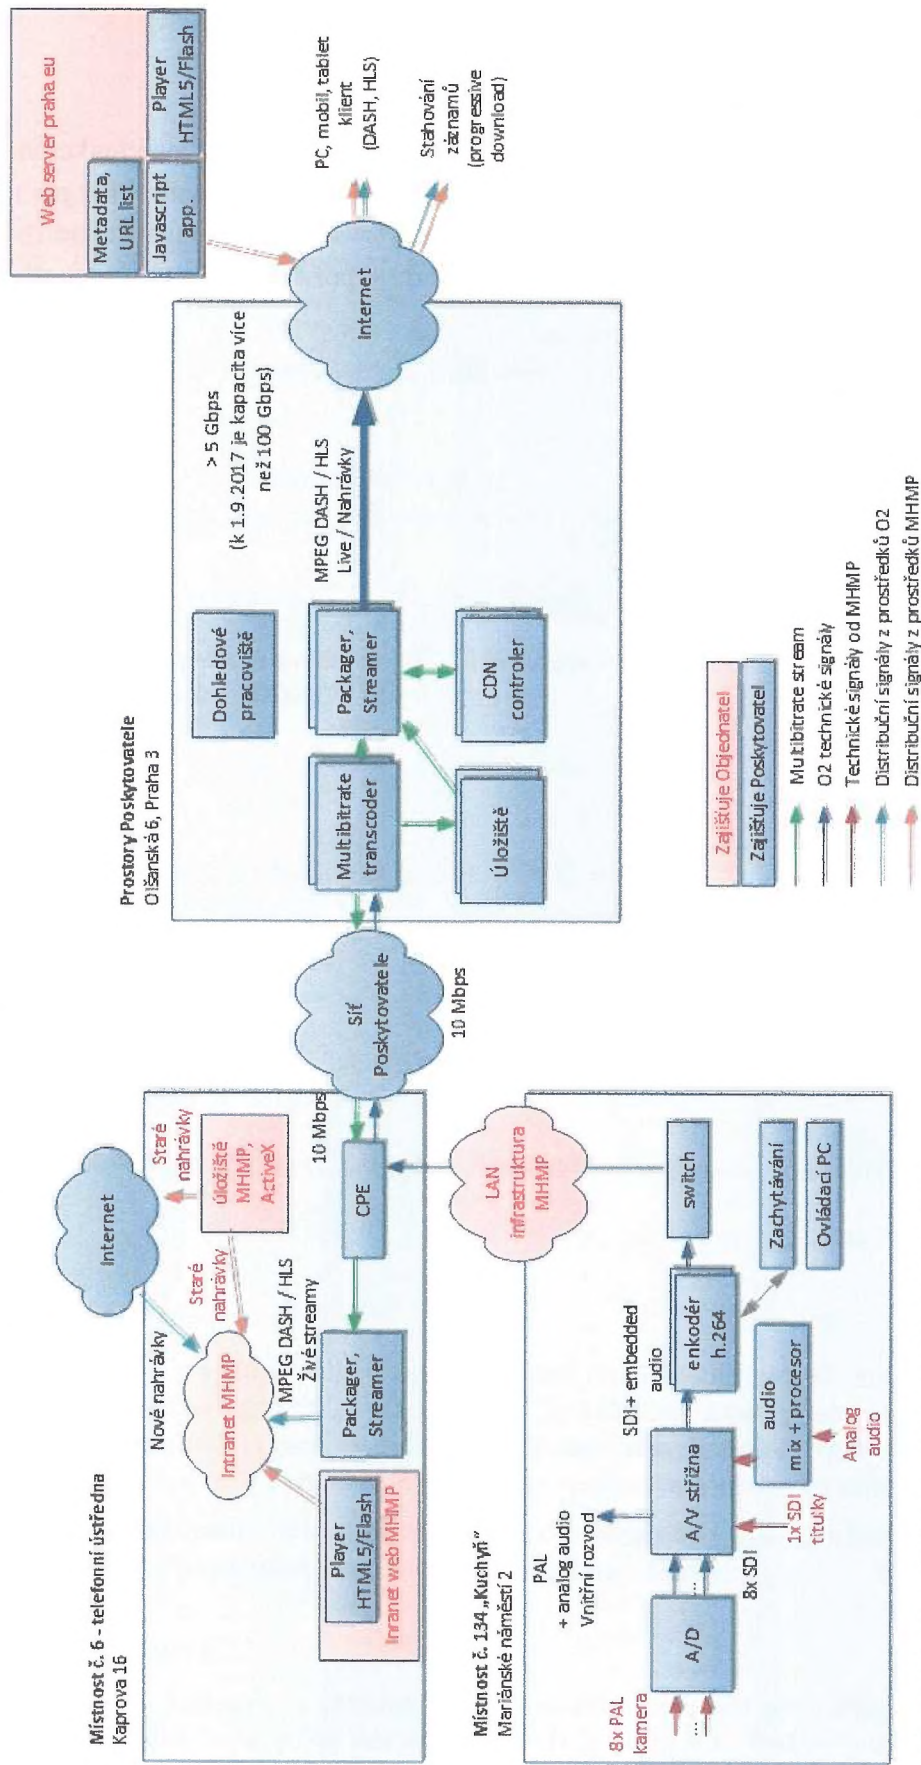 Místnost č. 6 - telefonní ústředna
Kaprova 16
Nové nahrávky
Internet
Staré
nahrávky
Staré
nahrávky
úložiště
MHMP,
ActiveX
Intranet MHMP
MPEG DASH / HLS
Živé streamy
10 Mbps
Player
HTML5/Flash
Inranet web MHMP
Packager,
Streamer
CPE
Síť
Poskytovatele
10 Mbps
Místnost č. 134 „Kuchyň"
Mariánské náměstí 2
LAN
infrastruktura
MHMP
PAL
+ analog audio
Vnitřní rozvod
SDI + embedded
audio
8x PAL
kamera
...
A/D
...
8x SDI
A/V střižna
1x SDI
titulky
audio
mix + procesor
Analog
audio
enkodér
h.264
switch
Zachytávání
Ovládací PC
Prostory Poskytovatele
Olšanská 6, Praha 3
Dohledové
pracoviště
> 5 Gbps
(k 1.9.2017 je kapacita více
než 100 Gbps)
Multibitrate
transcoder
Packager,
Streamer
MPEG DASH / HLS
Live / Nahrávky
Úložiště
CDN
controler
Internet
Web server praha.eu
Metadata,
URL list
Javascript
app.
Player
HTML5/Flash
PC, mobil, tablet
klient
(DASH, HLS)
Stahování
záznamů
(progressive
download)
Zajišťuje Objednatel
Zajišťuje Poskytovatel
Multibitrate stream
O2 technické signály
Technické signály od MHMP
Distribuční signály z prostředků O2
Distribuční signály z prostředků MHMP